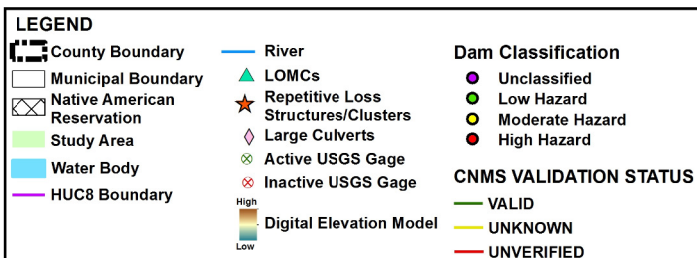 LEGEND
County Boundary
Municipal Boundary
Native American
Reservation
Study Area
Water Body
HUC8 Boundary
River
LOMCs
Repetitive Loss
Structures/Clusters
Large Culverts
Active USGS Gage
Inactive USGS Gage
High
Digital Elevation Model
Low
Dam Classification
Unclassified
Low Hazard
Moderate Hazard
High Hazard
CNMS VALIDATION STATUS
VALID
UNKNOWN
UNVERIFIED